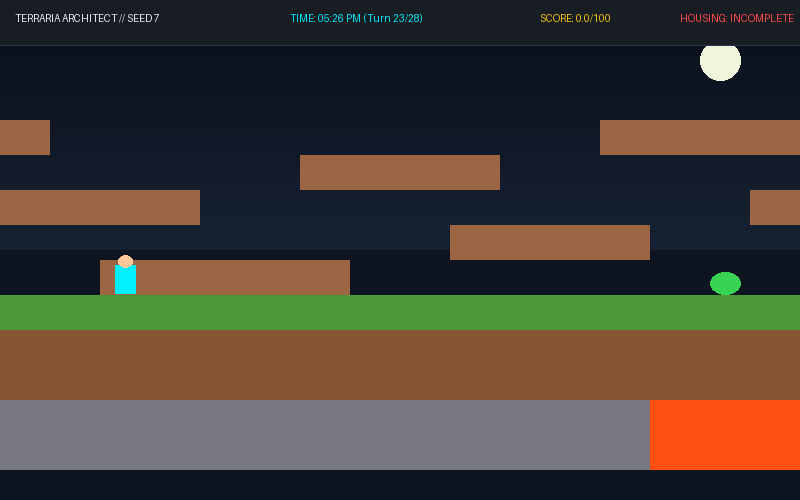 TERRARIA ARCHITECT // SEED 7
TIME: 05:26 PM (Turn 23/28)
SCORE: 0.0/100
HOUSING: INCOMPLETE